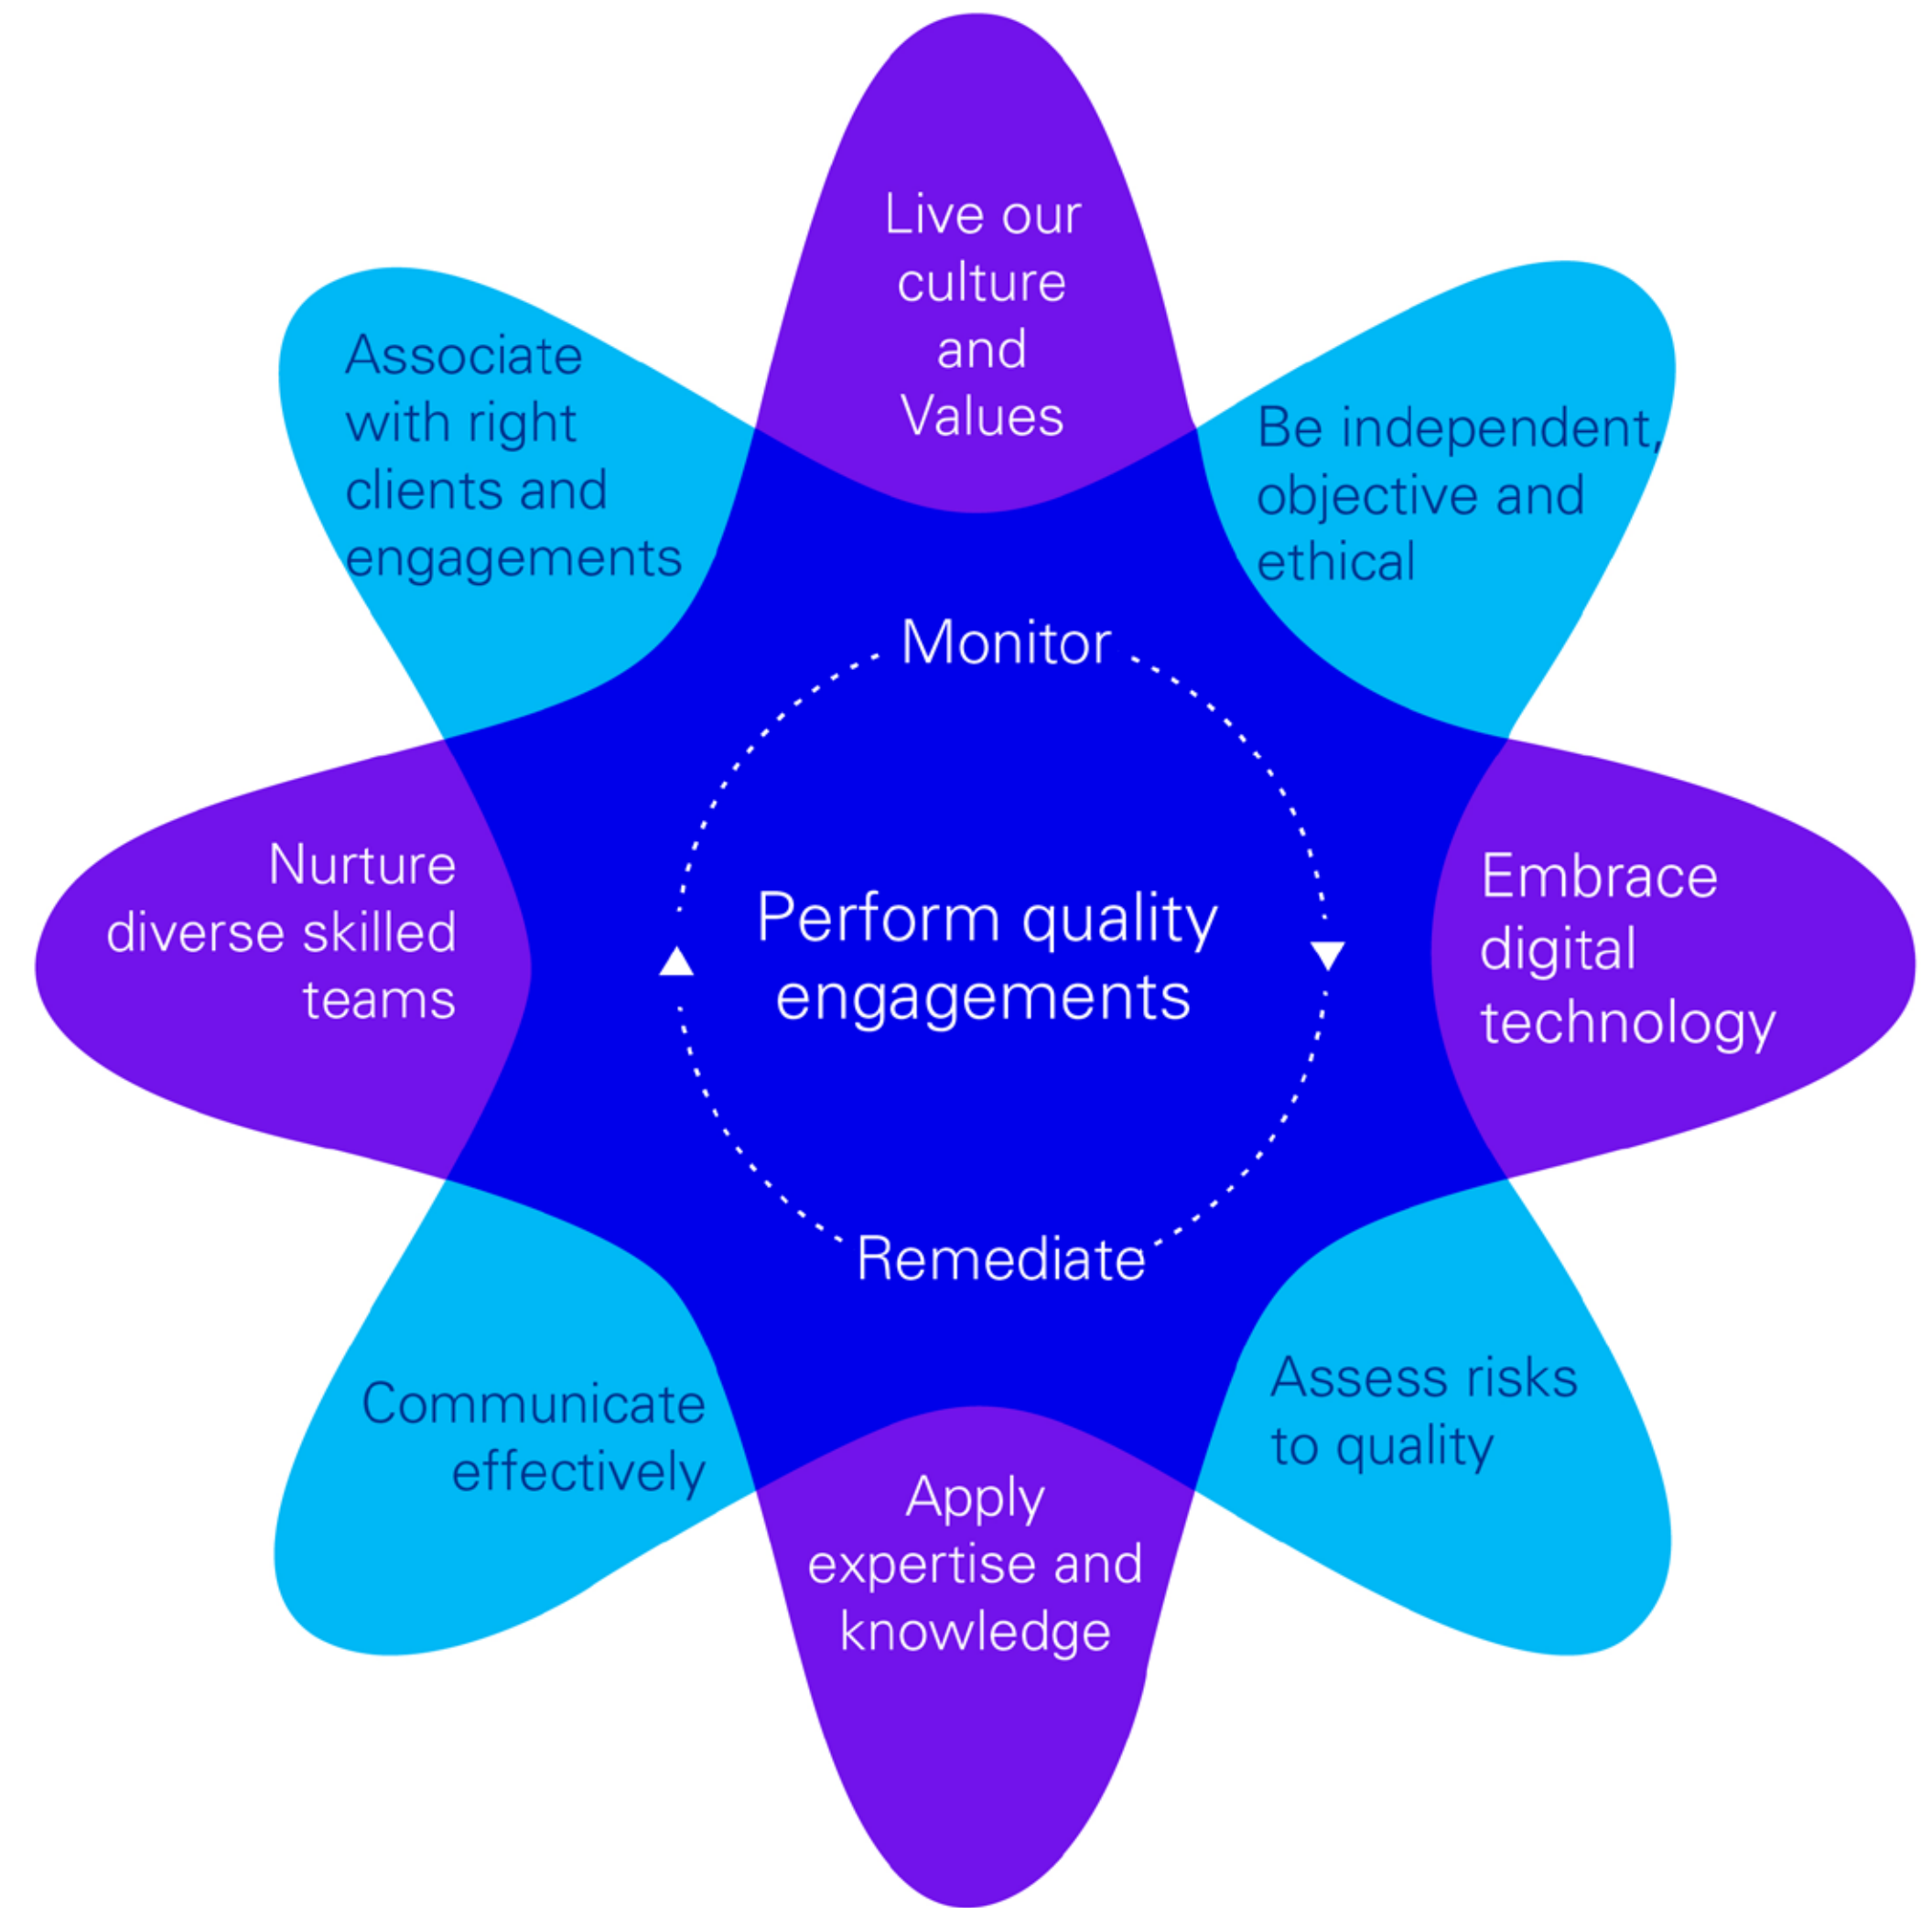 Live our
culture
and
Values
Associate
with right
clients and
engagements
Be independent,
objective and
ethical
Monitor
Nurture
diverse skilled
teams
Perform quality
engagements
Embrace
digital
technology
Remediate
Communicate
effectively
Assess risks
to quality
Apply
expertise and
knowledge